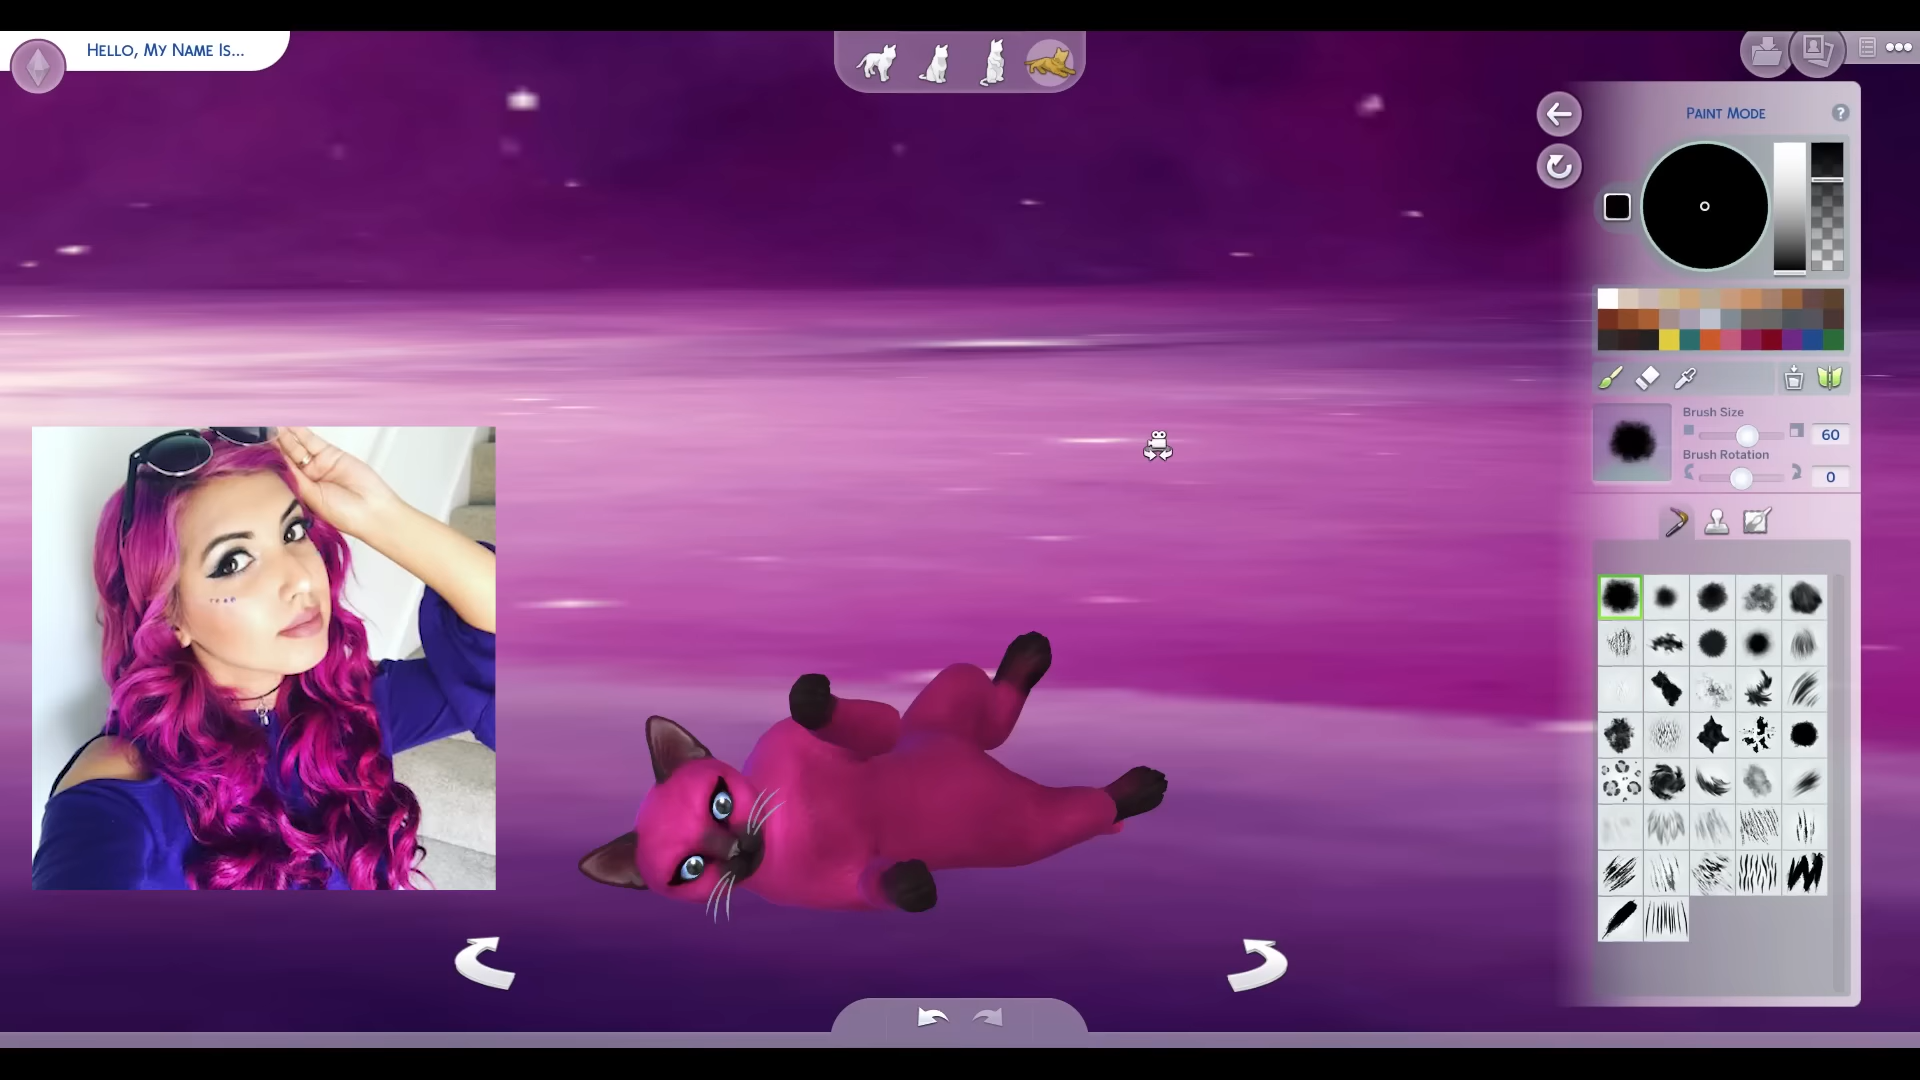 Hello, My Name Is...
Paint Mode
?
Brush Size
60
Brush Rotation
0